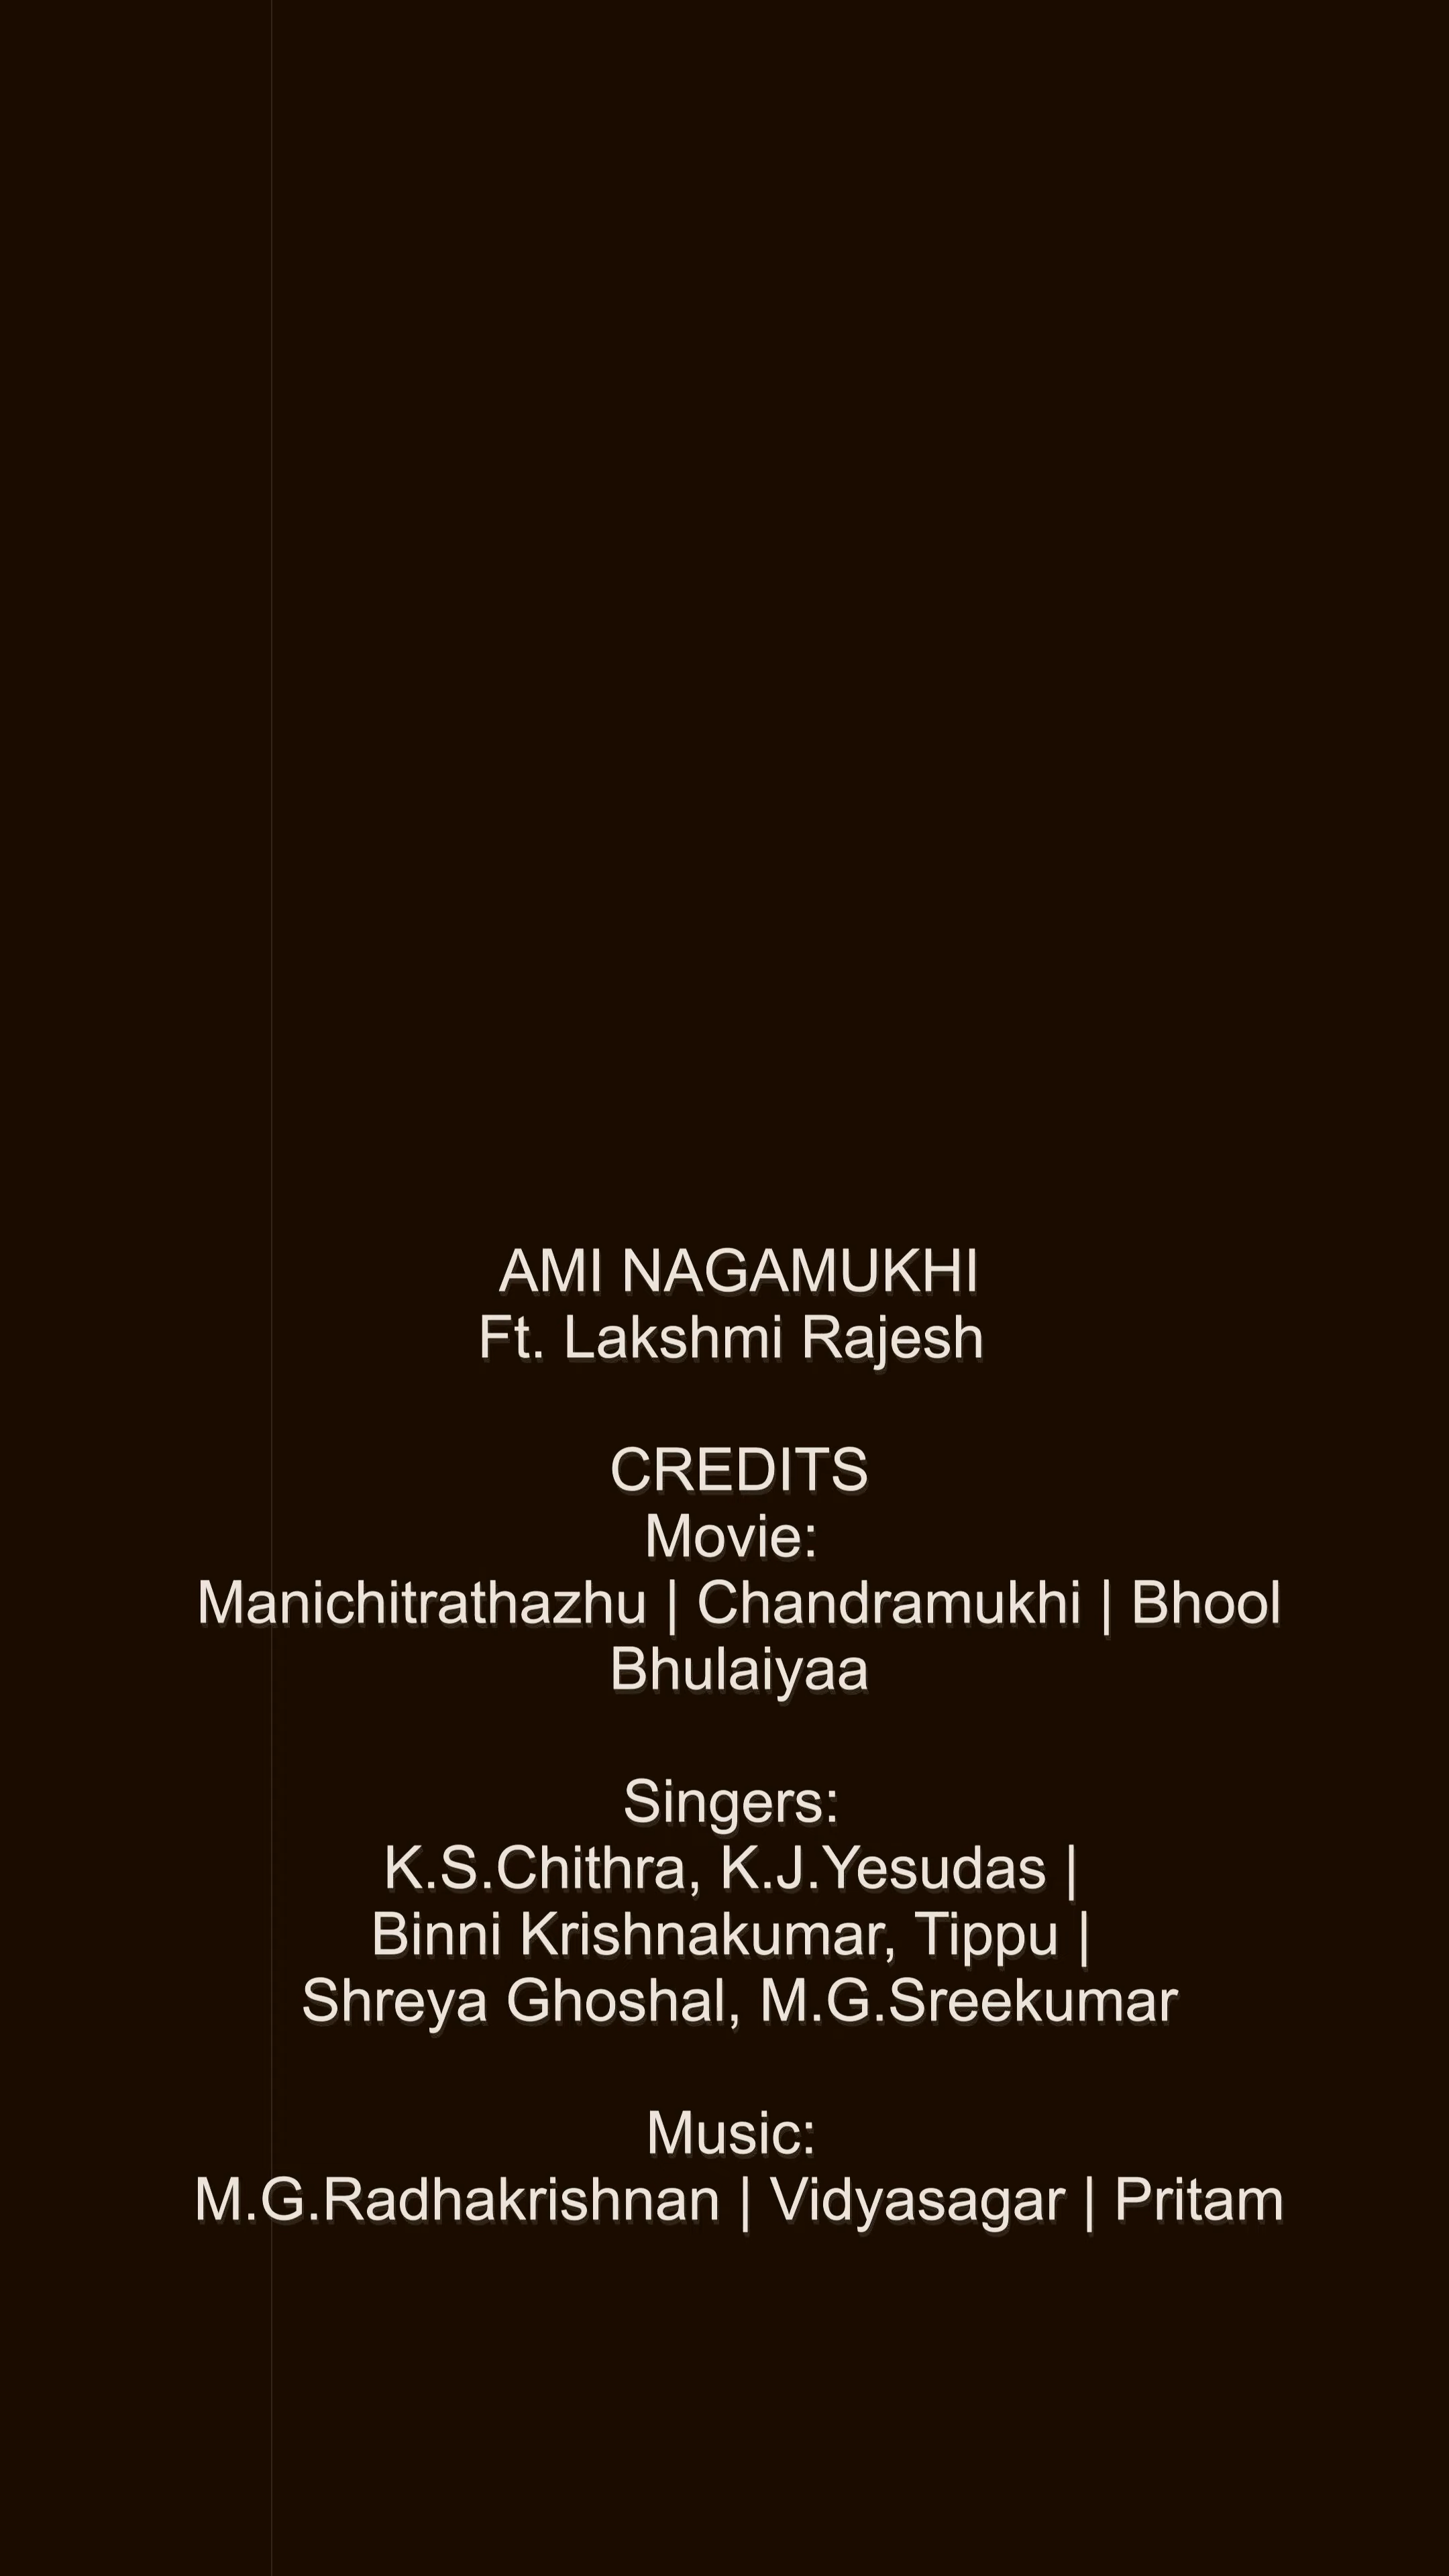 AMI NAGAMUKHI
Ft. Lakshmi Rajesh
CREDITS
Movie:
Manichitrathazhu | Chandramukhi | Bhool
Bhulaiyaa
Singers:
K.S.Chithra, K.J.Yesudas |
Binni Krishnakumar, Tippu |
Shreya Ghoshal, M.G.Sreekumar
Music:
M.G.Radhakrishnan | Vidyasagar | Pritam